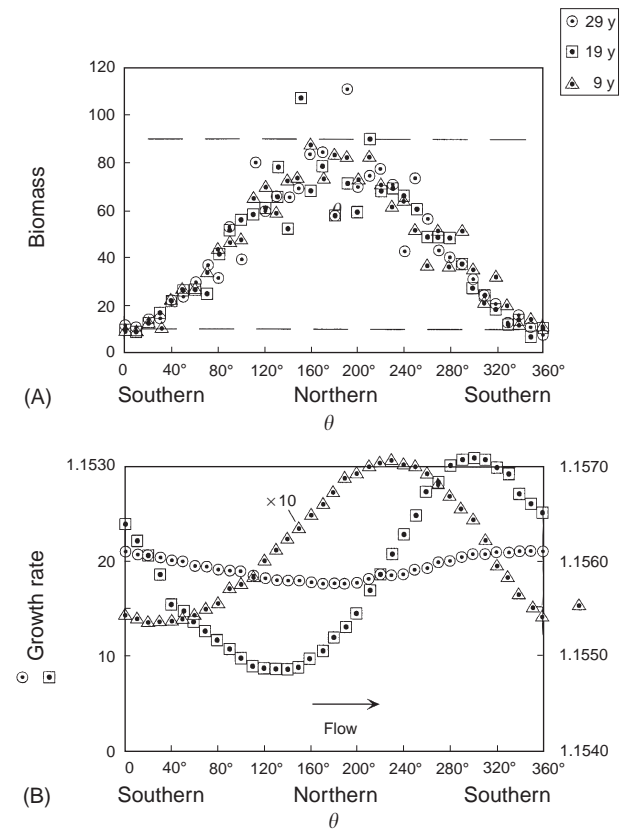 29 y
19 y
9 y
120
100
80
60
40
20
0
Biomass
θ
0 40° 80° 120° 160° 200° 240° 280° 320° 360°
(A) Southern Northern Southern
θ
1.1530
20
10
0
Growth rate
×10
Flow
1.1570
1.1560
1.1550
1.1540
0 40° 80° 120° 160° 200° 240° 280° 320° 360°
(B) Southern Northern Southern
θ